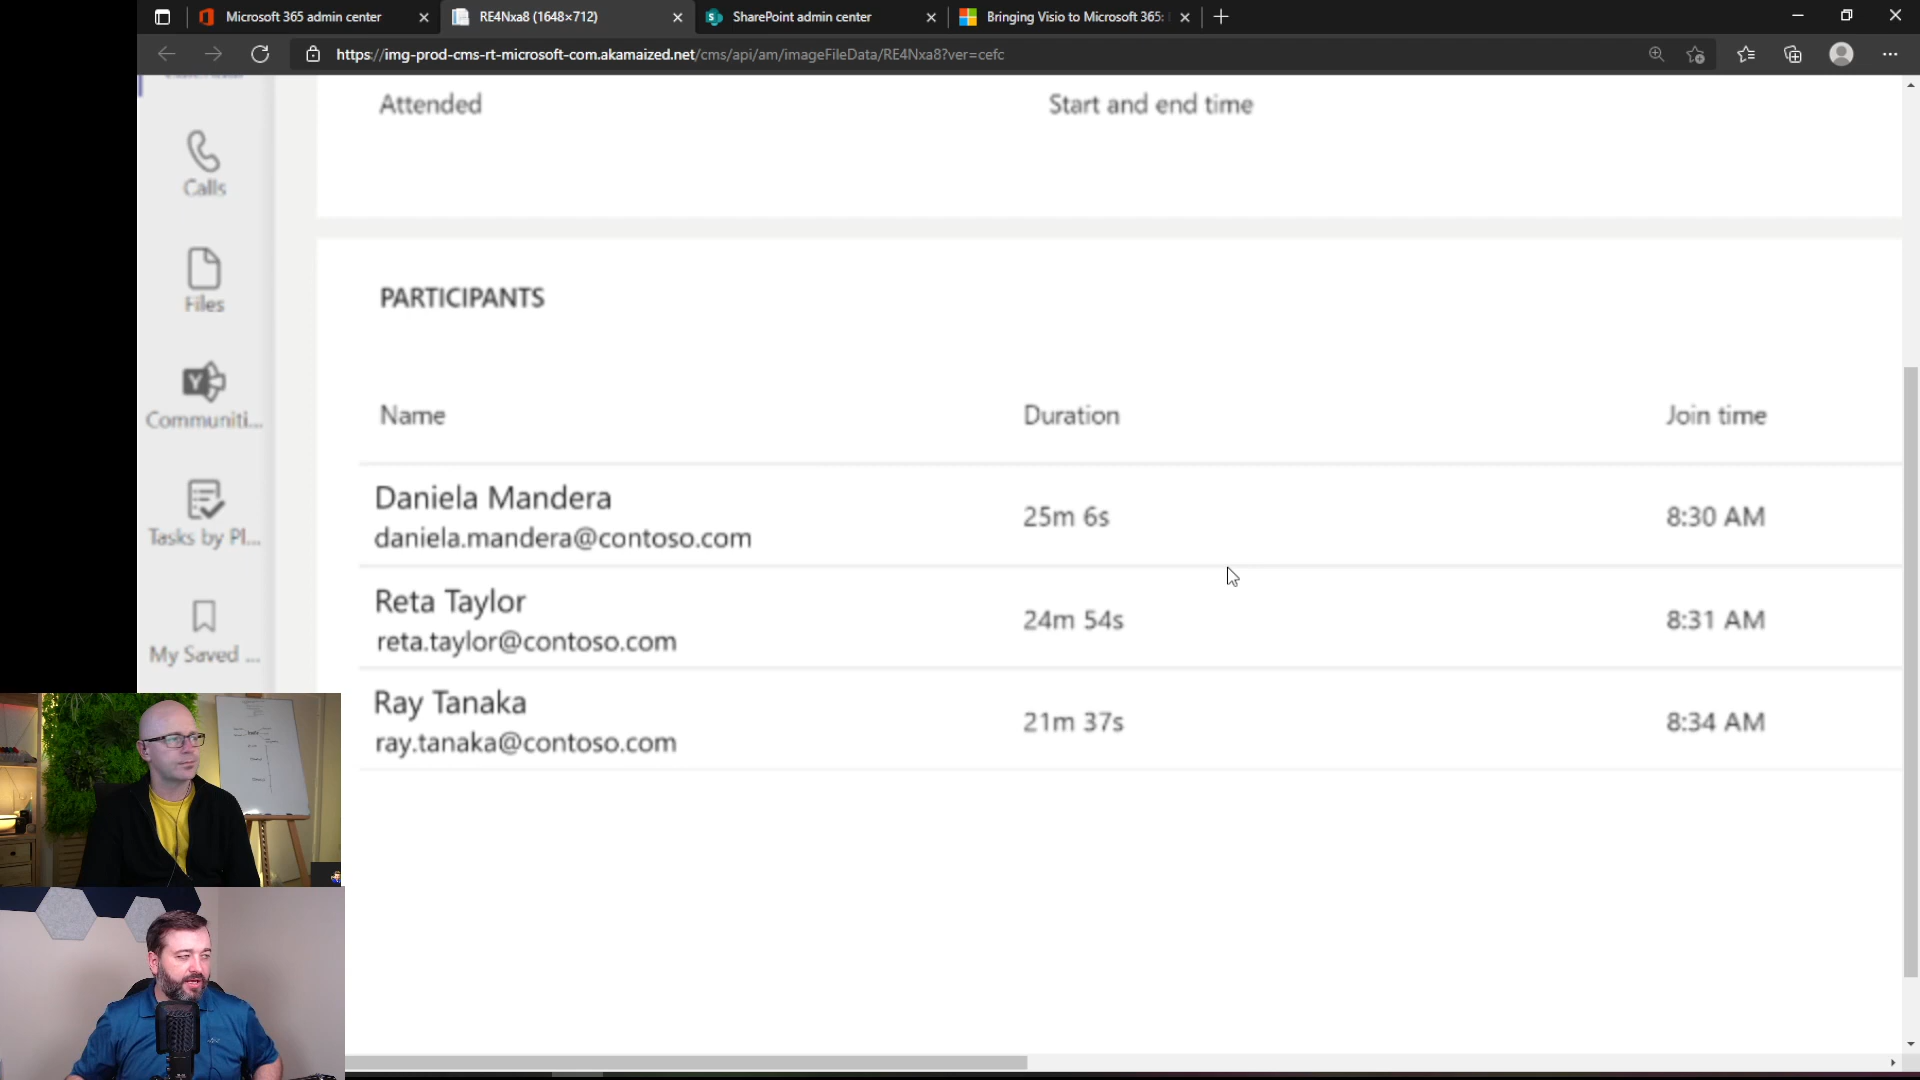 Microsoft 365 admin center
RE4Nxa8 (1648×712)
SharePoint admin center
Bringing Visio to Microsoft 365:
https://img-prod-cms-rt-microsoft-com.akamaized.net/cms/api/am/imageFileData/RE4Nxa8?ver=cefc
Attended
Start and end time
Calls
Files
Communiti...
Tasks by Pl...
My Saved ...
PARTICIPANTS
Name Duration Join time
Daniela Mandera
daniela.mandera@contoso.com
25m 6s
8:30 AM
Reta Taylor
reta.taylor@contoso.com
24m 54s
8:31 AM
Ray Tanaka
ray.tanaka@contoso.com
21m 37s
8:34 AM